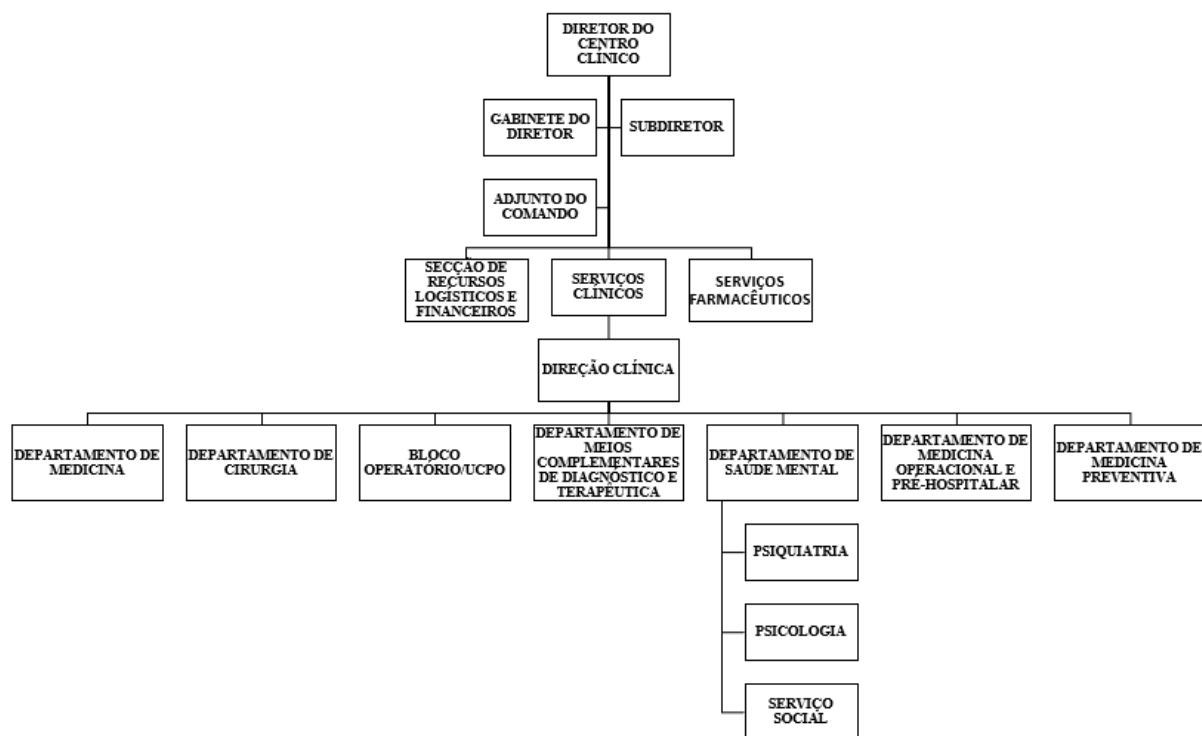 DIRETOR DO
CENTRO
CLÍNICO
GABINETE DO
DIRETOR
SUBDIRETOR
ADJUNTO DO
COMANDO
SECÇÃO DE
RECURSOS
LOGÍSTICOS E
FINANCEIROS
SERVIÇOS
CLÍNICOS
SERVIÇOS
FARMACÊUTICOS
DIREÇÃO CLÍNICA
DEPARTAMENTO DE
MEDICINA
DEPARTAMENTO DE
CIRURGIA
BLOCO
OPERATÓRIO/UCPO
DEPARTAMENTO DE
MEIOS
COMPLEMENTARES
DE DIAGNÓSTICO E
TERAPÊUTICA
DEPARTAMENTO DE
SAÚDE MENTAL
DEPARTAMENTO DE
MEDICINA
OPERACIONAL E
PRÉ-HOSPITALAR
DEPARTAMENTO DE
MEDICINA
PREVENTIVA
PSIQUIATRIA
PSICOLOGIA
SERVIÇO
SOCIAL